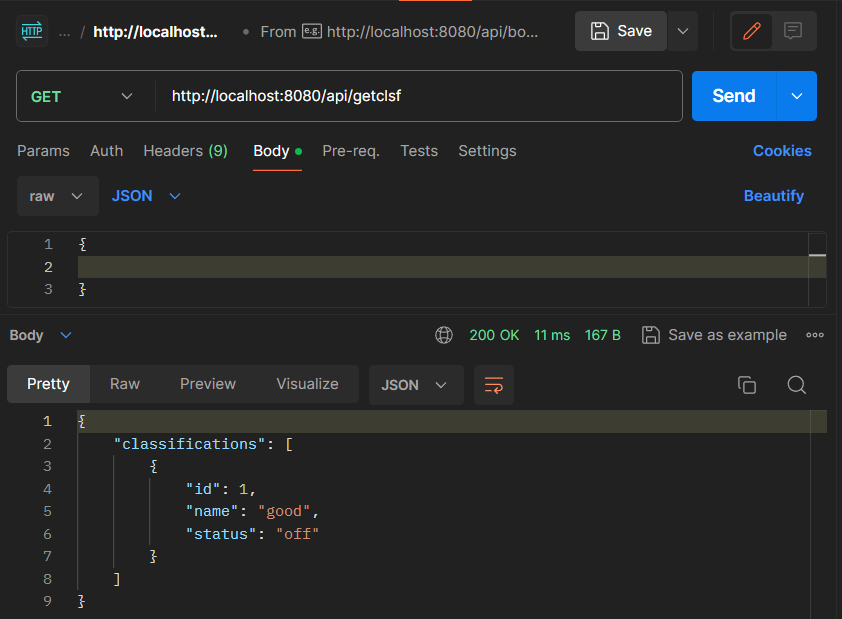 HTTP ... / http://localhost... • From e.g. http://localhost:8080/api/bo... Save
GET http://localhost:8080/api/getclsf Send
Params Auth Headers (9) Body Pre-req. Tests Settings Cookies
raw JSON Beautify
1 {
2
3 }
Body 200 OK 11 ms 167 B Save as example
Pretty Raw Preview Visualize JSON
1 {
2 "classifications": [
3 {
4 "id": 1,
5 "name": "good",
6 "status": "off"
7 }
8 ]
9 }